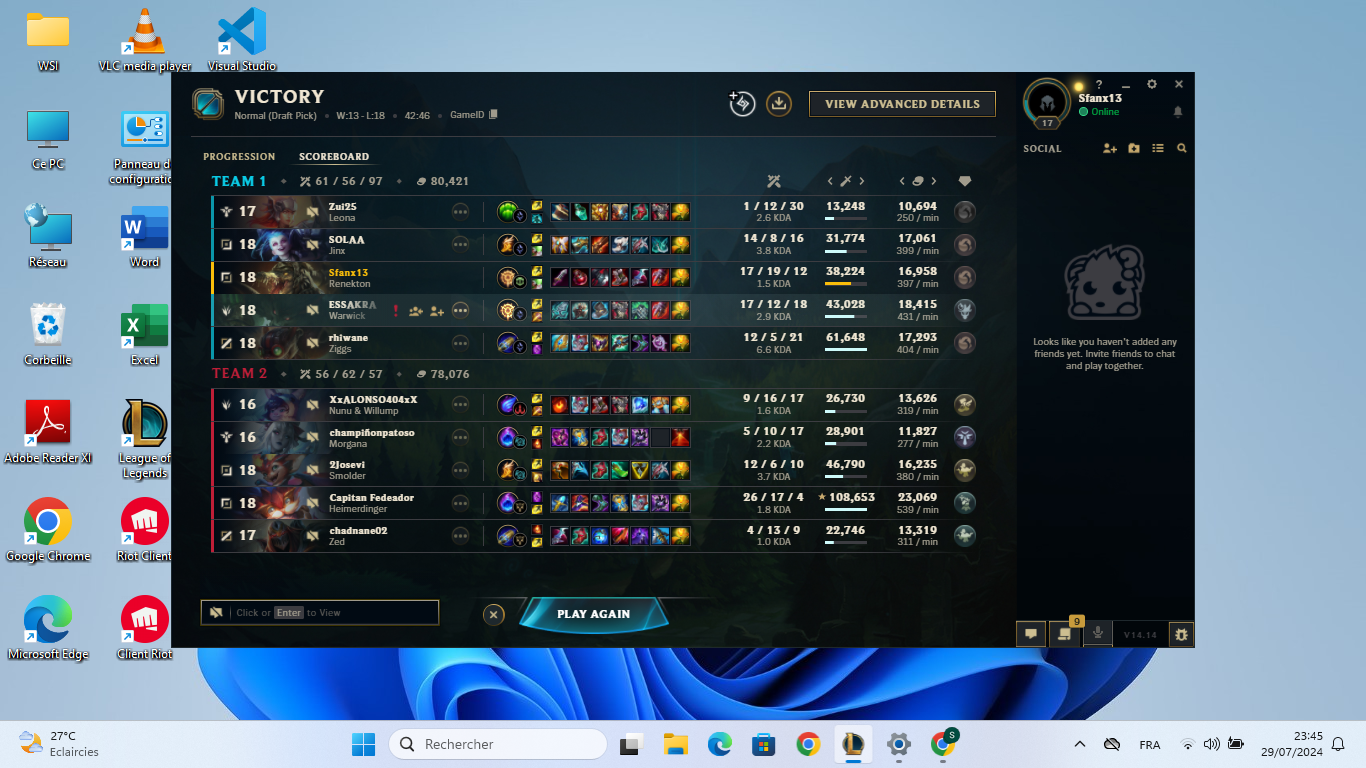 WSI
VLC media player
Visual Studio
Ce PC
Panneau d
configuratio
Réseau
Word
Corbeille
Excel
Adobe Reader XI
League of
Legends
Google Chrome
Riot Client
Microsoft Edge
Client Riot
VICTORY
Normal (Draft Pick) W:13 - L:18 42:46 GameID
VIEW ADVANCED DETAILS
PROGRESSION SCOREBOARD
TEAM 1 61 / 56 / 97 80,421
17 Zui25 1 / 12 / 30 13,248 10,694
Leona 2.6 KDA 250 / min
18 SOLAA 14 / 8 / 16 31,774 17,061
Jinx 3.8 KDA 399 / min
18 Sfanx13 17 / 19 / 12 38,224 16,958
Renekton 1.5 KDA 397 / min
18 ESSAKRA 17 / 12 / 18 43,028 18,415
Warwick 2.9 KDA 431 / min
18 rhiwane 12 / 5 / 21 61,648 17,293
Ziggs 6.6 KDA 404 / min
TEAM 2 56 / 62 / 57 78,076
16 XxALONSO404xX 9 / 16 / 17 26,730 13,626
Nunu & Willump 1.6 KDA 319 / min
16 champiñonpatoso 5 / 10 / 17 28,901 11,827
Morgana 2.2 KDA 277 / min
18 2Josevi 12 / 6 / 10 46,790 16,235
Smolder 3.7 KDA 380 / min
18 Capitan Fedeador 26 / 17 / 4 108,653 23,069
Heimerdinger 1.8 KDA 539 / min
17 chadnane02 4 / 13 / 9 22,746 13,319
Zed 1.0 KDA 311 / min
Click or Enter to View
PLAY AGAIN
?
Sfanx13
Online
17
SOCIAL
Looks like you haven't added any
friends yet. Invite friends to chat
and play together.
9
V14.14
27°C
Eclaircies
Rechercher
S
FRA
23:45
29/07/2024